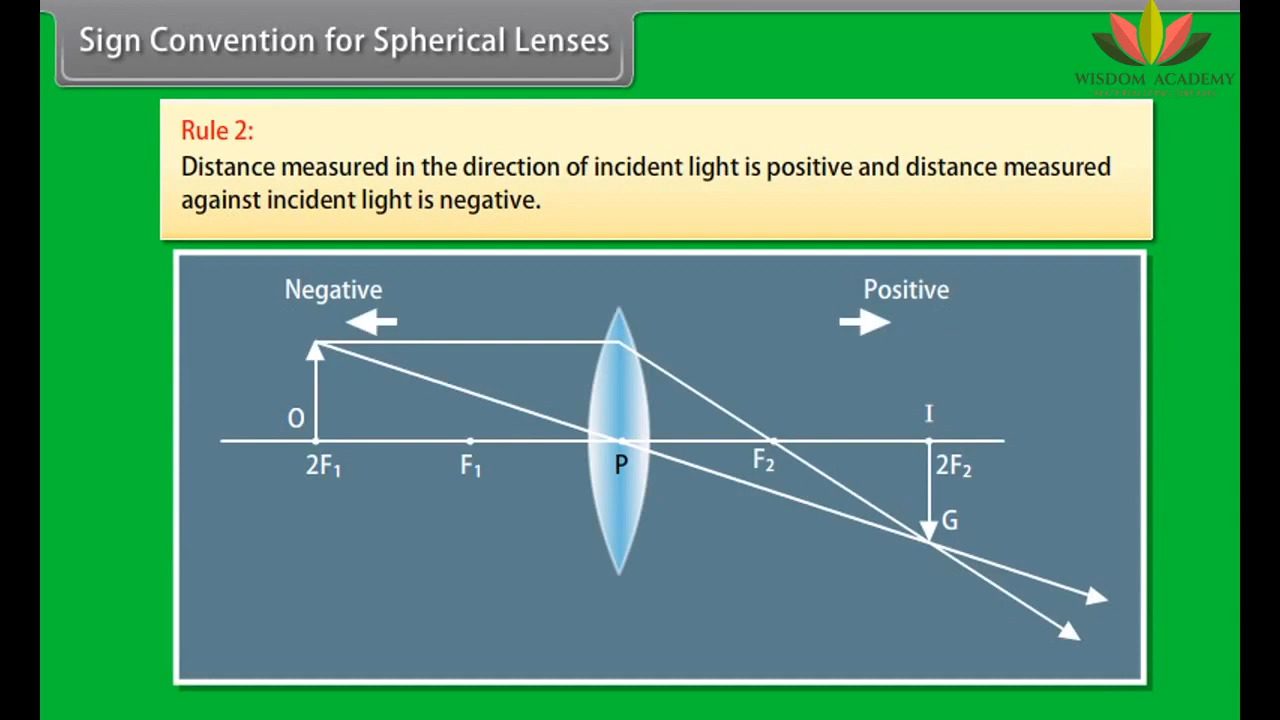 Sign Convention for Spherical Lenses
WISDOM ACADEMY
Rule 2:
Distance measured in the direction of incident light is positive and distance measured
against incident light is negative.
Negative
Positive
O
I
2F₁
F₁
P
F₂
2F₂
G